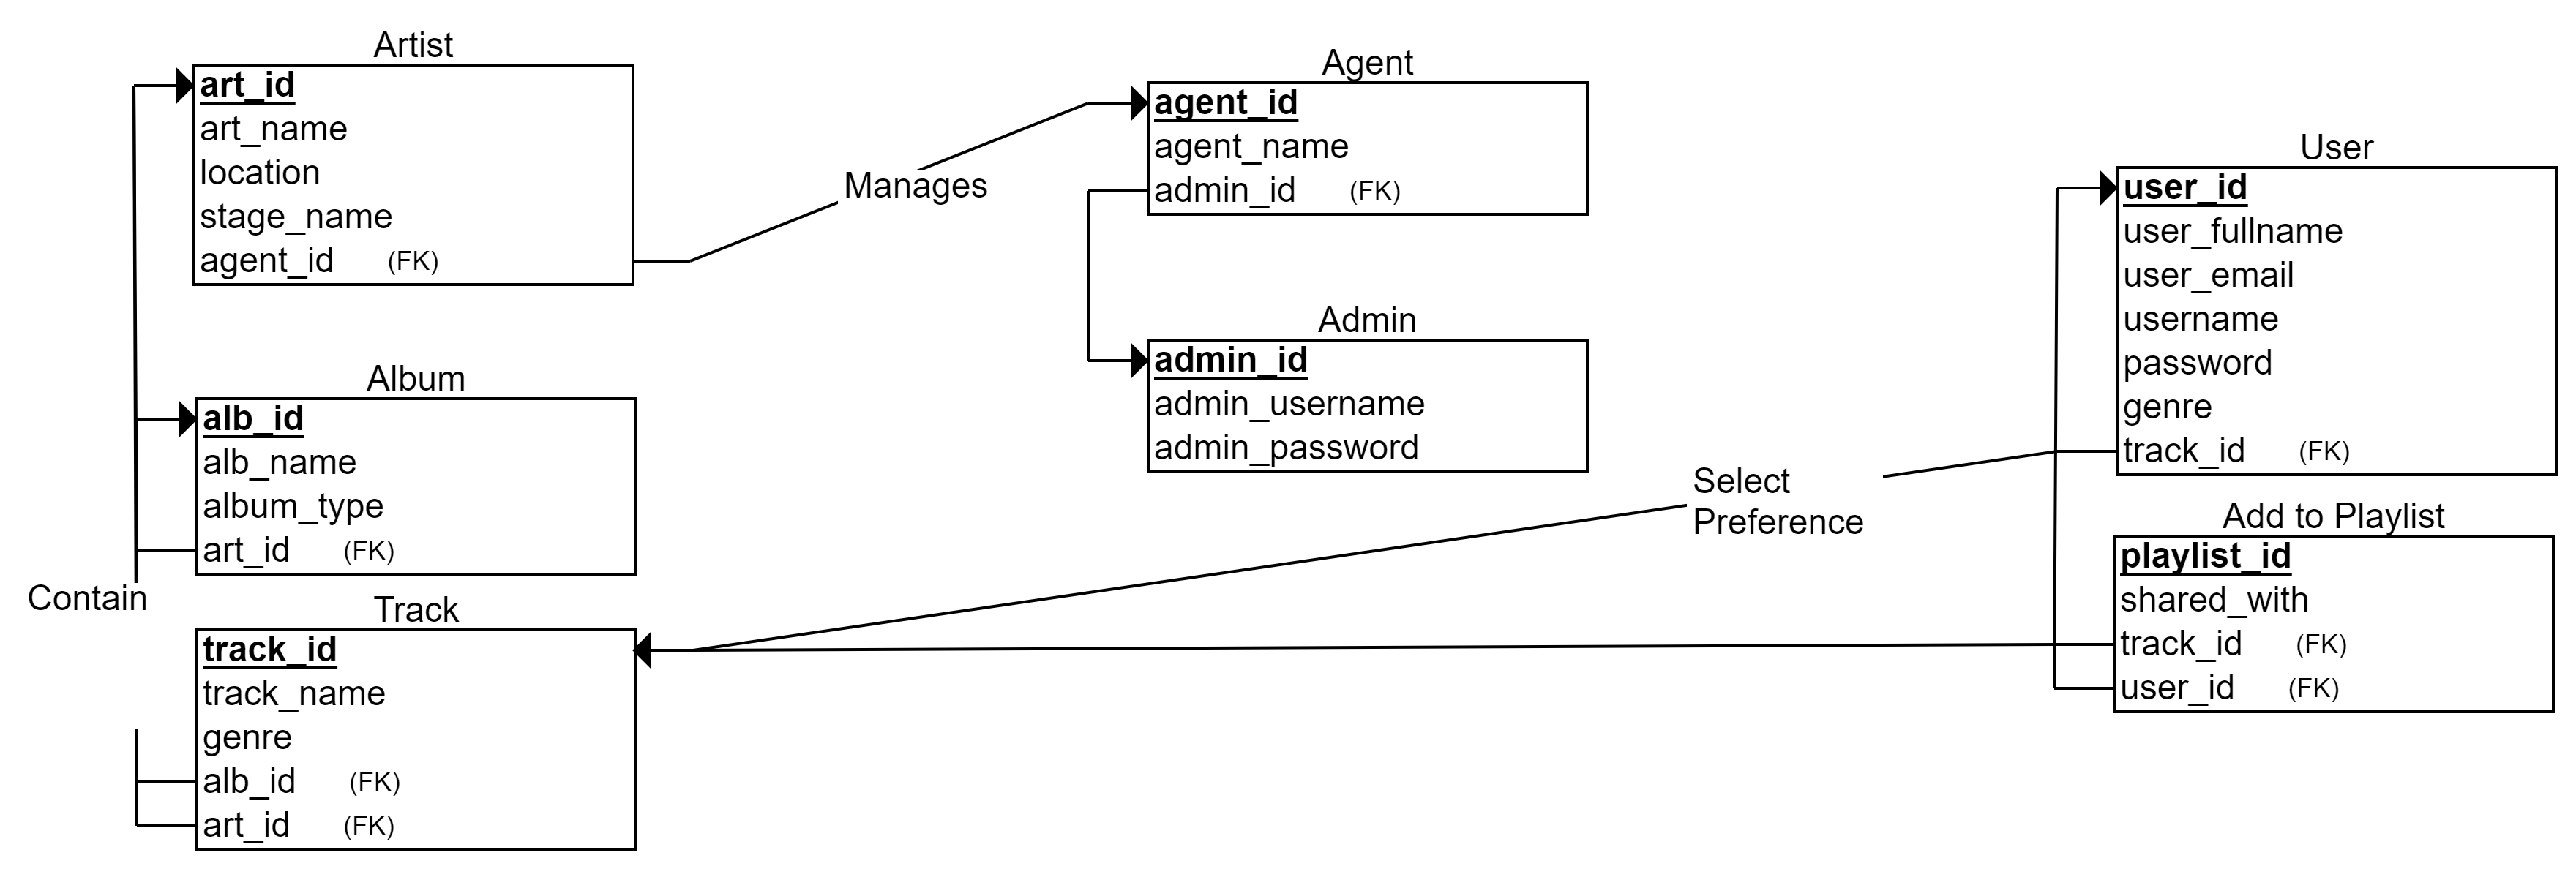 Artist
art_id
art_name
location
stage_name
agent_id (FK)
Manages
Agent
agent_id
agent_name
admin_id (FK)
Admin
admin_id
admin_username
admin_password
Album
alb_id
alb_name
album_type
art_id (FK)
Contain
Track
track_id
track_name
genre
alb_id (FK)
art_id (FK)
Select
Preference
User
user_id
user_fullname
user_email
username
password
genre
track_id (FK)
Add to Playlist
playlist_id
shared_with
track_id (FK)
user_id (FK)